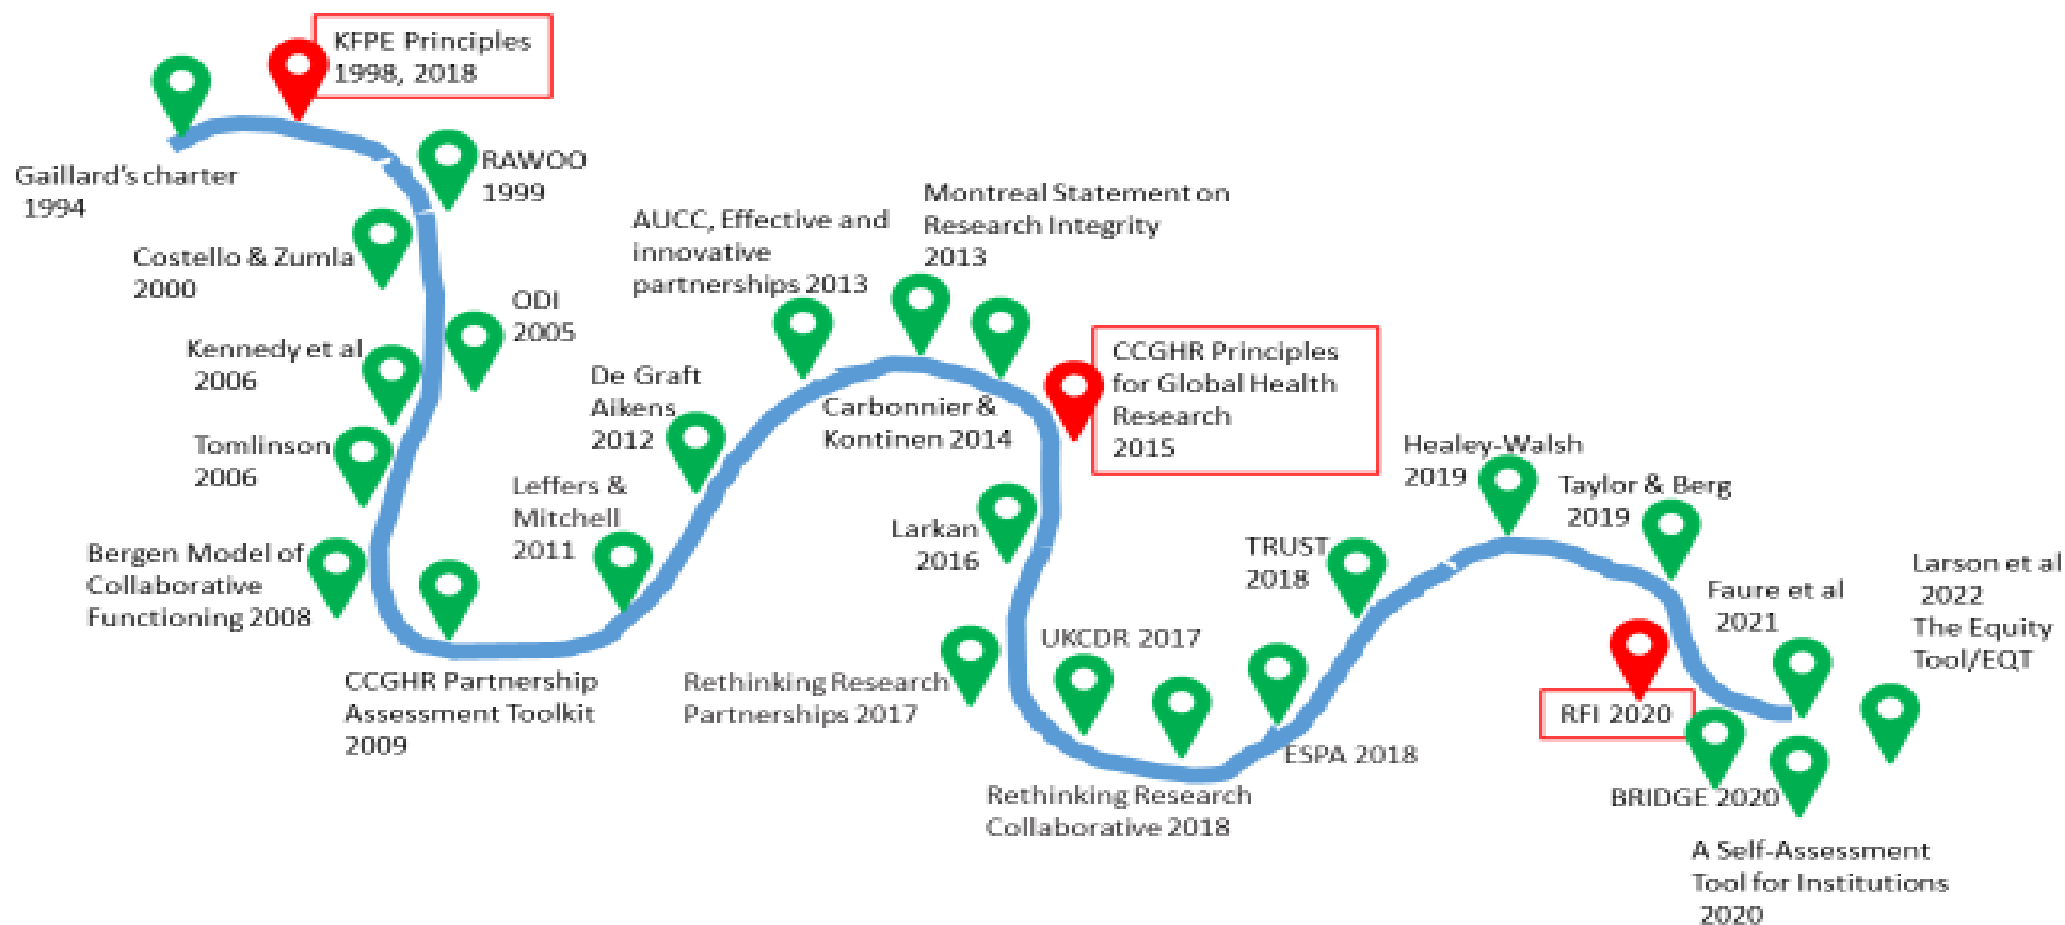 KFPE Principles
1998, 2018
Gaillard's charter
1994
RAWOO
1999
Costello & Zumla
2000
ODI
2005
Kennedy et al
2006
Tomlinson
2006
Bergen Model of
Collaborative
Functioning 2008
CCGHR Partnership
Assessment Toolkit
2009
Leffers &
Mitchell
2011
De Graft
Aikens
2012
AUCC, Effective and
innovative
partnerships 2013
Montreal Statement on
Research Integrity
2013
Carbonnier &
Kontinen 2014
CCGHR Principles
for Global Health
Research
2015
Larkan
2016
Rethinking Research
Partnerships 2017
UKCDR 2017
Rethinking Research
Collaborative 2018
ESPA 2018
TRUST
2018
Healey-Walsh
2019
Taylor & Berg
2019
RFI 2020
BRIDGE 2020
A Self-Assessment
Tool for Institutions
2020
Faure et al
2021
Larson et al
2022
The Equity
Tool/EQT